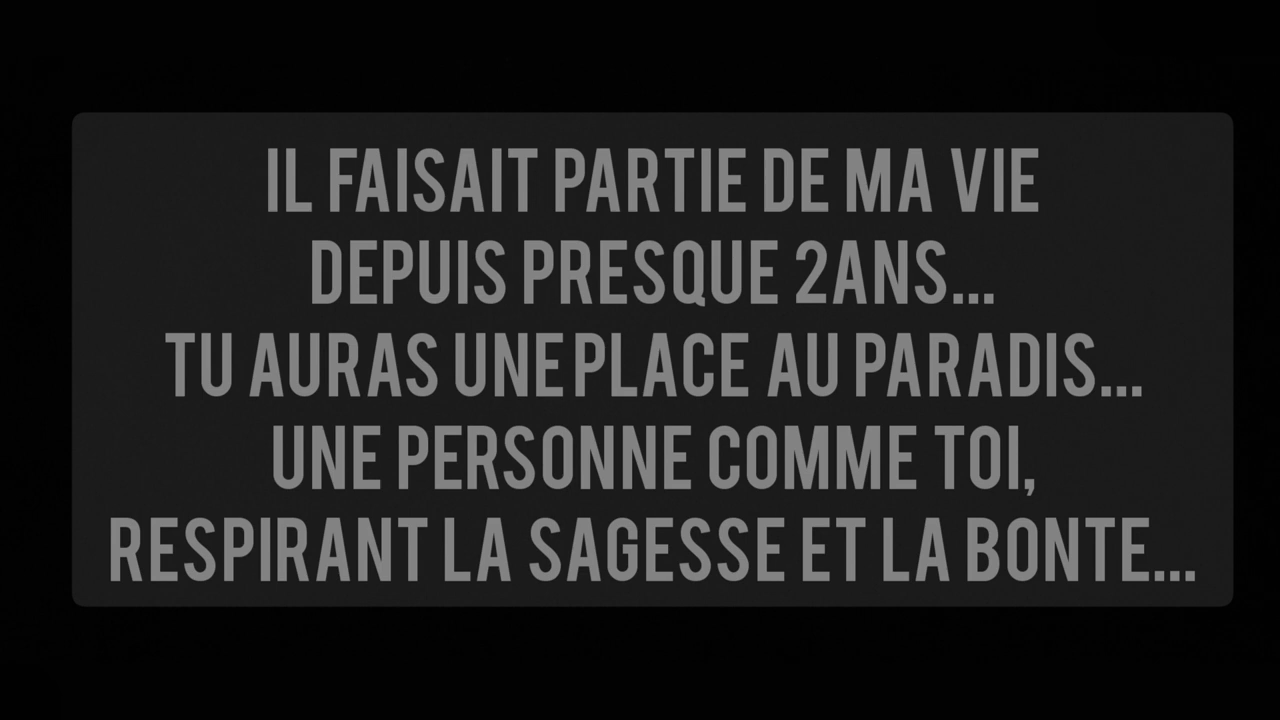 IL FAISAIT PARTIE DE MA VIE
DEPUIS PRESQUE 2ANS...
TU AURAS UNE PLACE AU PARADIS...
UNE PERSONNE COMME TOI,
RESPIRANT LA SAGESSE ET LA BONTE...